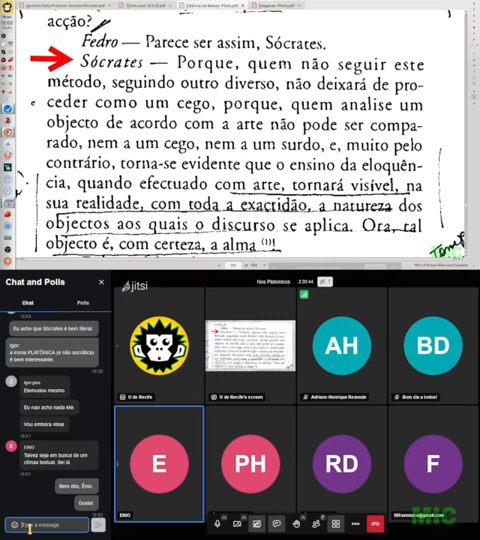 acção?
Fedro — Parece ser assim, Sócrates.
Sócrates — Porque, quem não seguir este
método, seguindo outro diverso, não deixará de pro-
ceder como um cego, porque, quem analise um
objecto de acordo com a arte não pode ser compa-
rado, nem a um cego, nem a um surdo, e, muito pelo
contrário, torna-se evidente que o ensino da eloquên-
cia, quando efectuado com arte, tornará visível, na
sua realidade, com toda a exactidão, a natureza dos
objectos aos quais o discurso se aplica. Ora, tal
objecto é, com certeza, a alma
Chat and Polls
Chat
Polls
Eu acho que Sócrates é bem literal.
Igor:
a ironia PLATÔNICA (e não socrática)
é bem interessante.
Elemudou mesmo
Eu nao acho nada kkk
Vou embora visse
ENIO
Talvez seja em busca de um
clímax textual. Sei lá
Bem dito, Ênio.
Gostei
Type a message
jitsi
Nos Platonicos
2:30:44
U de Recife
U de Recife's screen
AH
Adriano Henrique Rezende
BD
Bom dia a todos!
E
ENIO
PH
RD
F
MIC